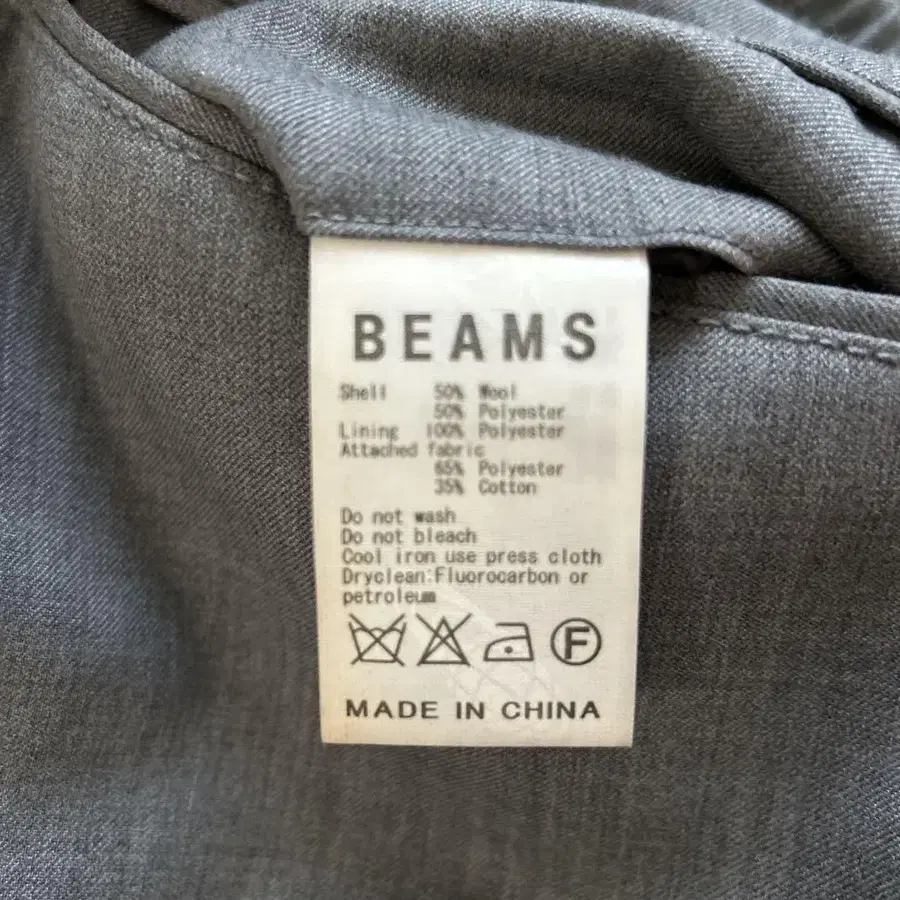 BEAMS
Shell 50% Wool
50% Polyester
Lining 100% Polyester
Attached fabric
65% Polyester
35% Cotton
Do not wash
Do not bleach
Cool iron use press cloth
Dryclean:Fluorocarbon or
petroleum
F
MADE IN CHINA